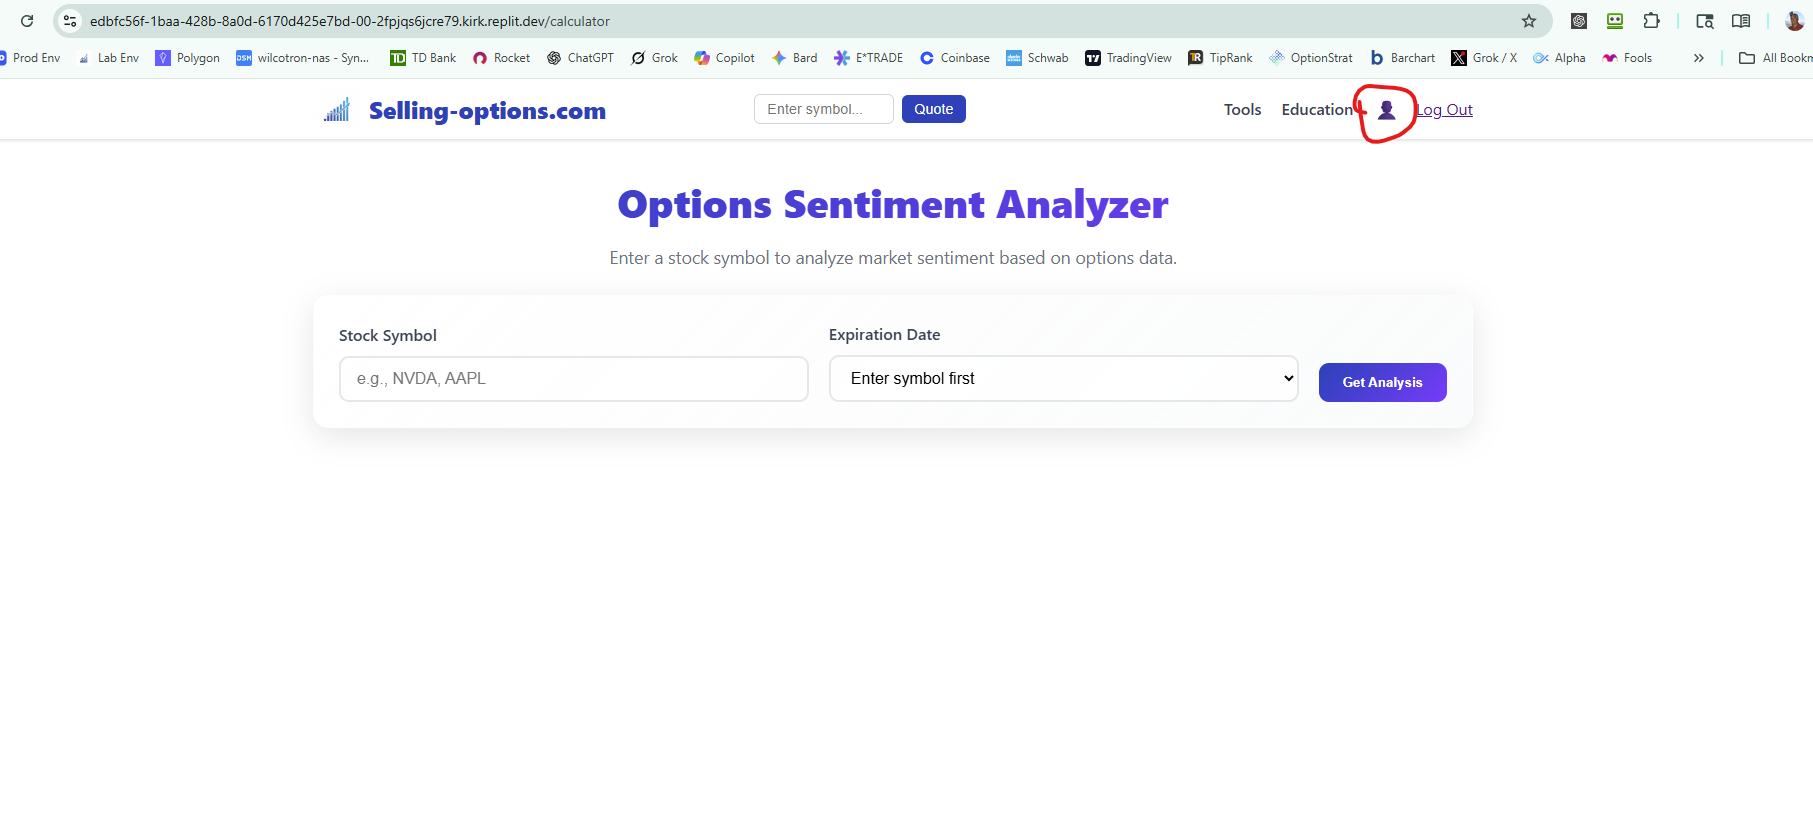 edbfc56f-1baa-428b-8a0d-6170d425e7bd-00-2fpjqs6jcre79.kirk.replit.dev/calculator
Prod Env Lab Env Polygon DSM wilcotron-nas - Syn... TD TD Bank Rocket ChatGPT Grok Copilot Bard E*TRADE Coinbase Schwab TradingView TR TipRank OptionStrat b Barchart X Grok / X Alpha Fools » All Bookm
Selling-options.com Enter symbol... Quote Tools Education Log Out
Options Sentiment Analyzer
Enter a stock symbol to analyze market sentiment based on options data.
Stock Symbol Expiration Date
e.g., NVDA, AAPL Enter symbol first Get Analysis